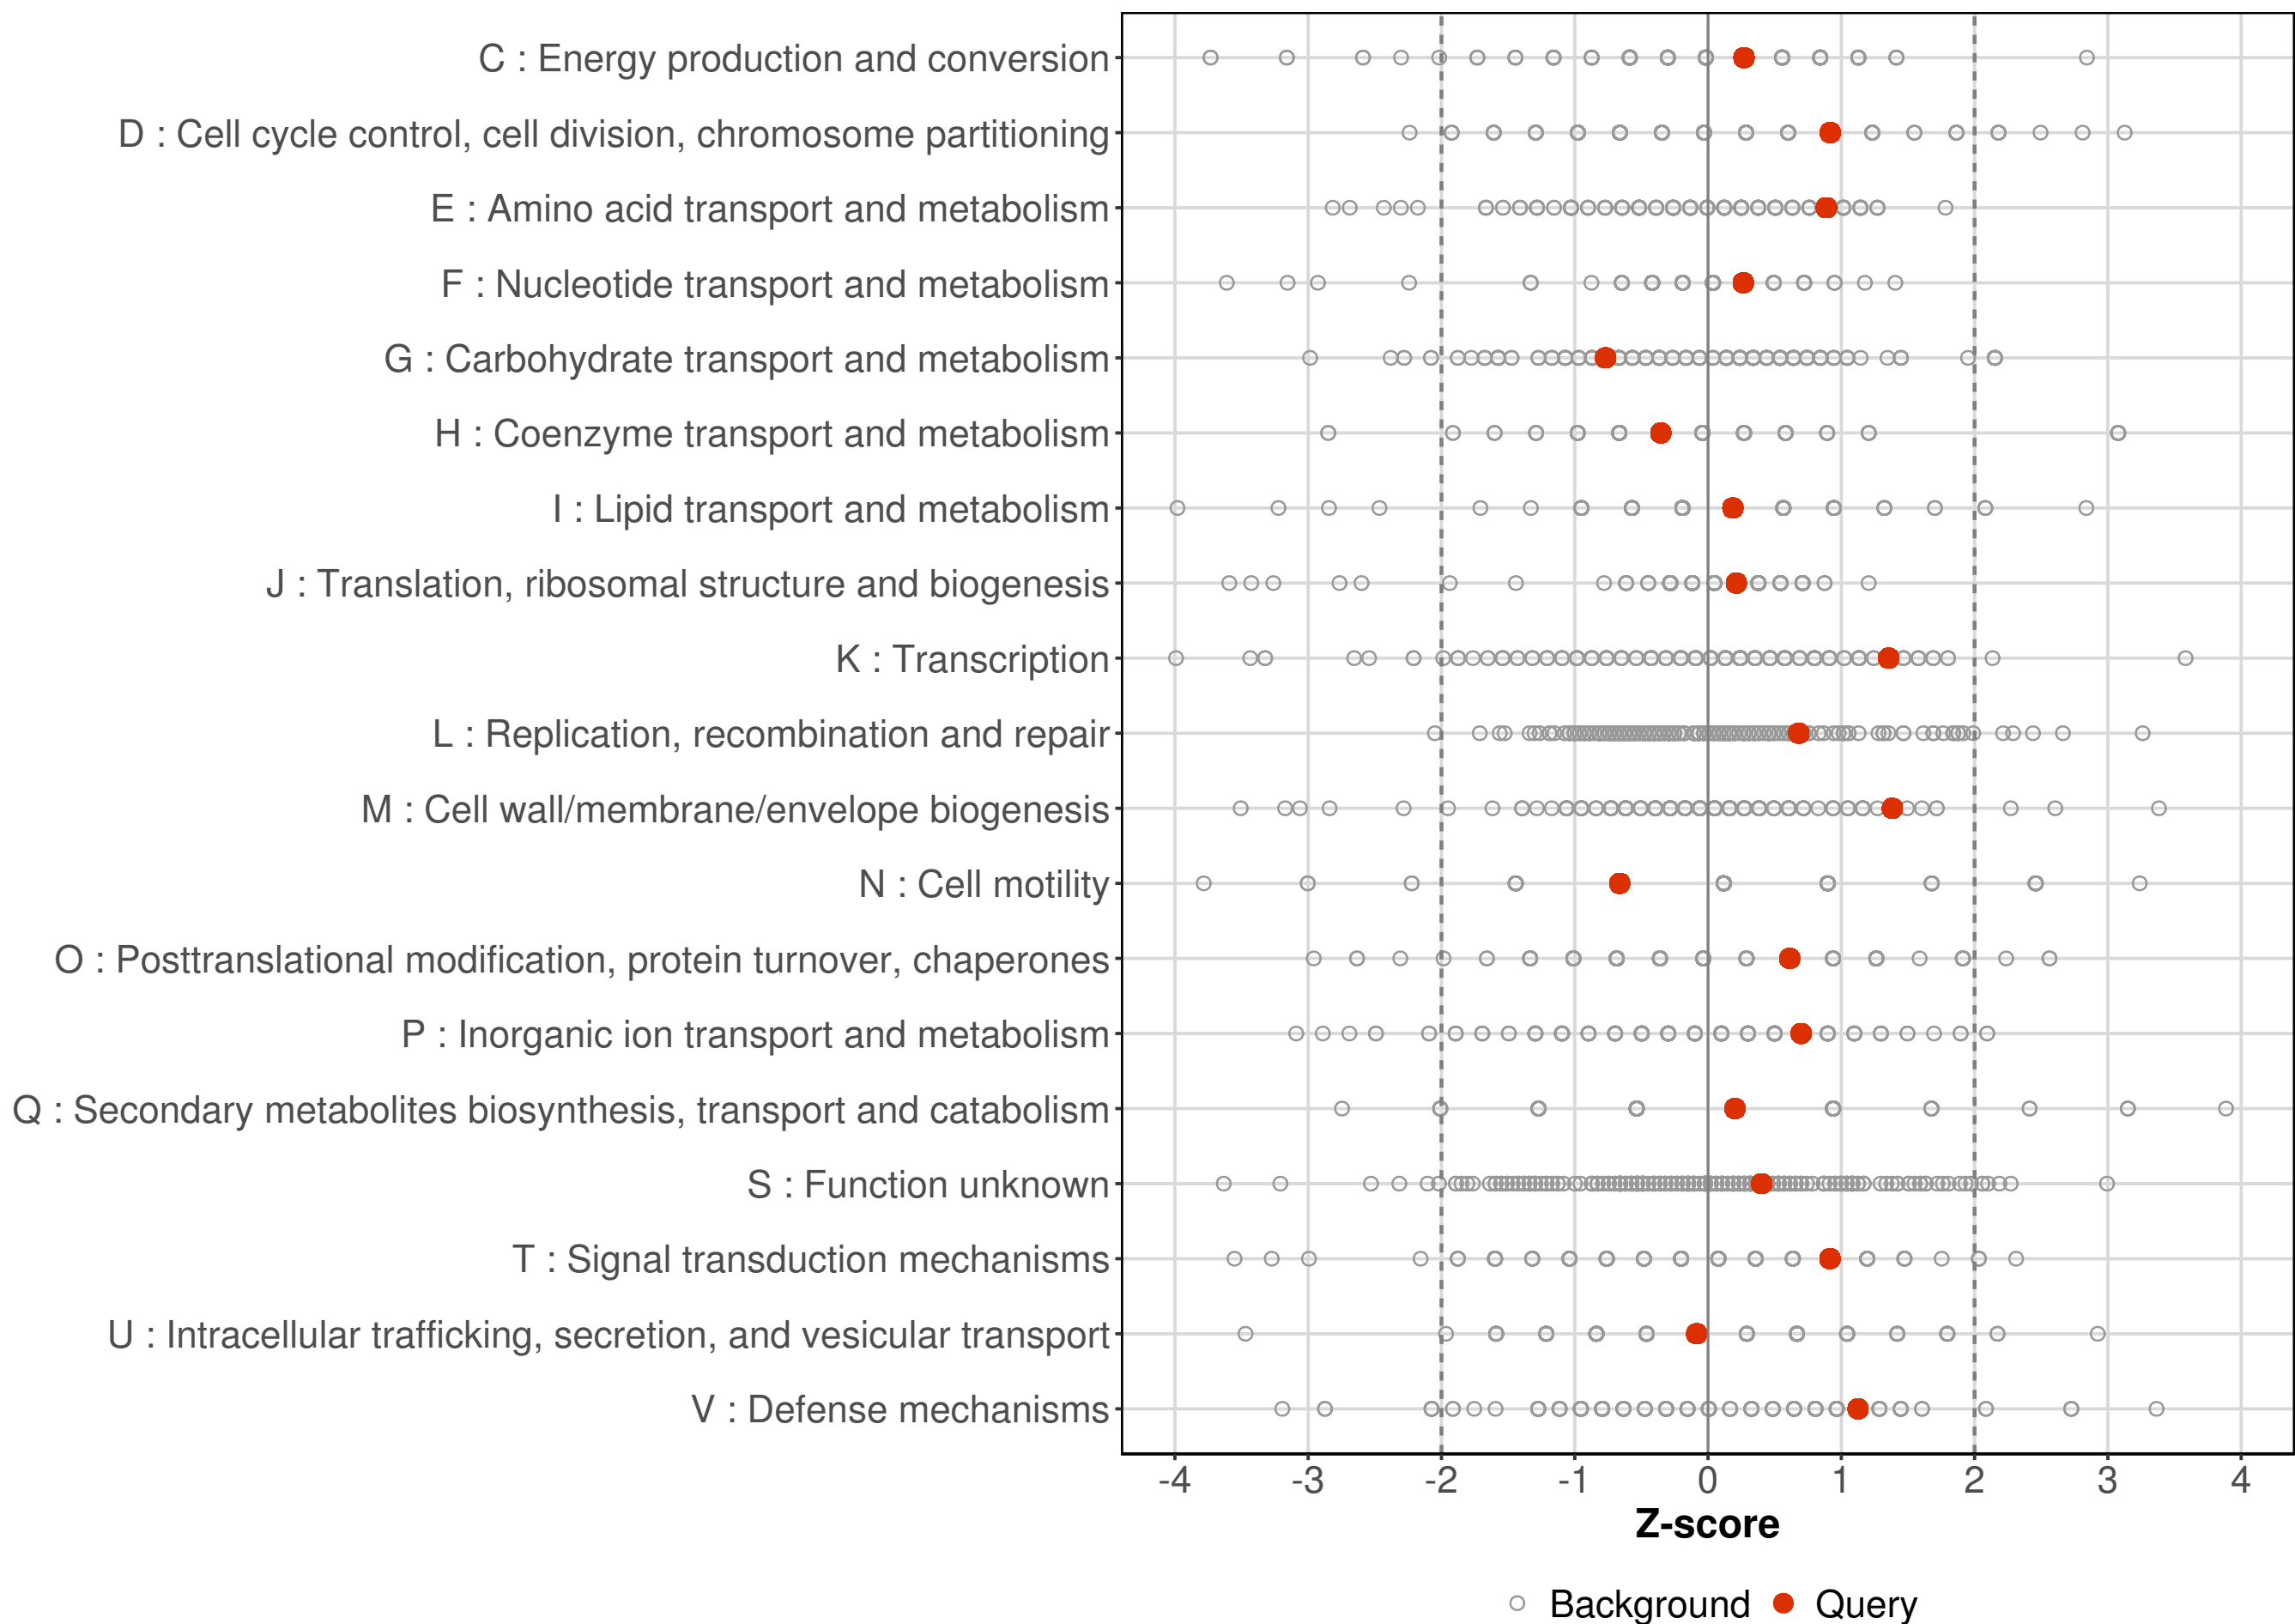 C : Energy production and conversion
D : Cell cycle control, cell division, chromosome partitioning
E : Amino acid transport and metabolism
F : Nucleotide transport and metabolism
G : Carbohydrate transport and metabolism
H : Coenzyme transport and metabolism
I : Lipid transport and metabolism
J : Translation, ribosomal structure and biogenesis
K : Transcription
L : Replication, recombination and repair
M : Cell wall/membrane/envelope biogenesis
N : Cell motility
O : Posttranslational modification, protein turnover, chaperones
P : Inorganic ion transport and metabolism
Q : Secondary metabolites biosynthesis, transport and catabolism
S : Function unknown
T : Signal transduction mechanisms
U : Intracellular trafficking, secretion, and vesicular transport
V : Defense mechanisms
-4 -3 -2 -1 0 1 2 3 4
Z-score
Background Query